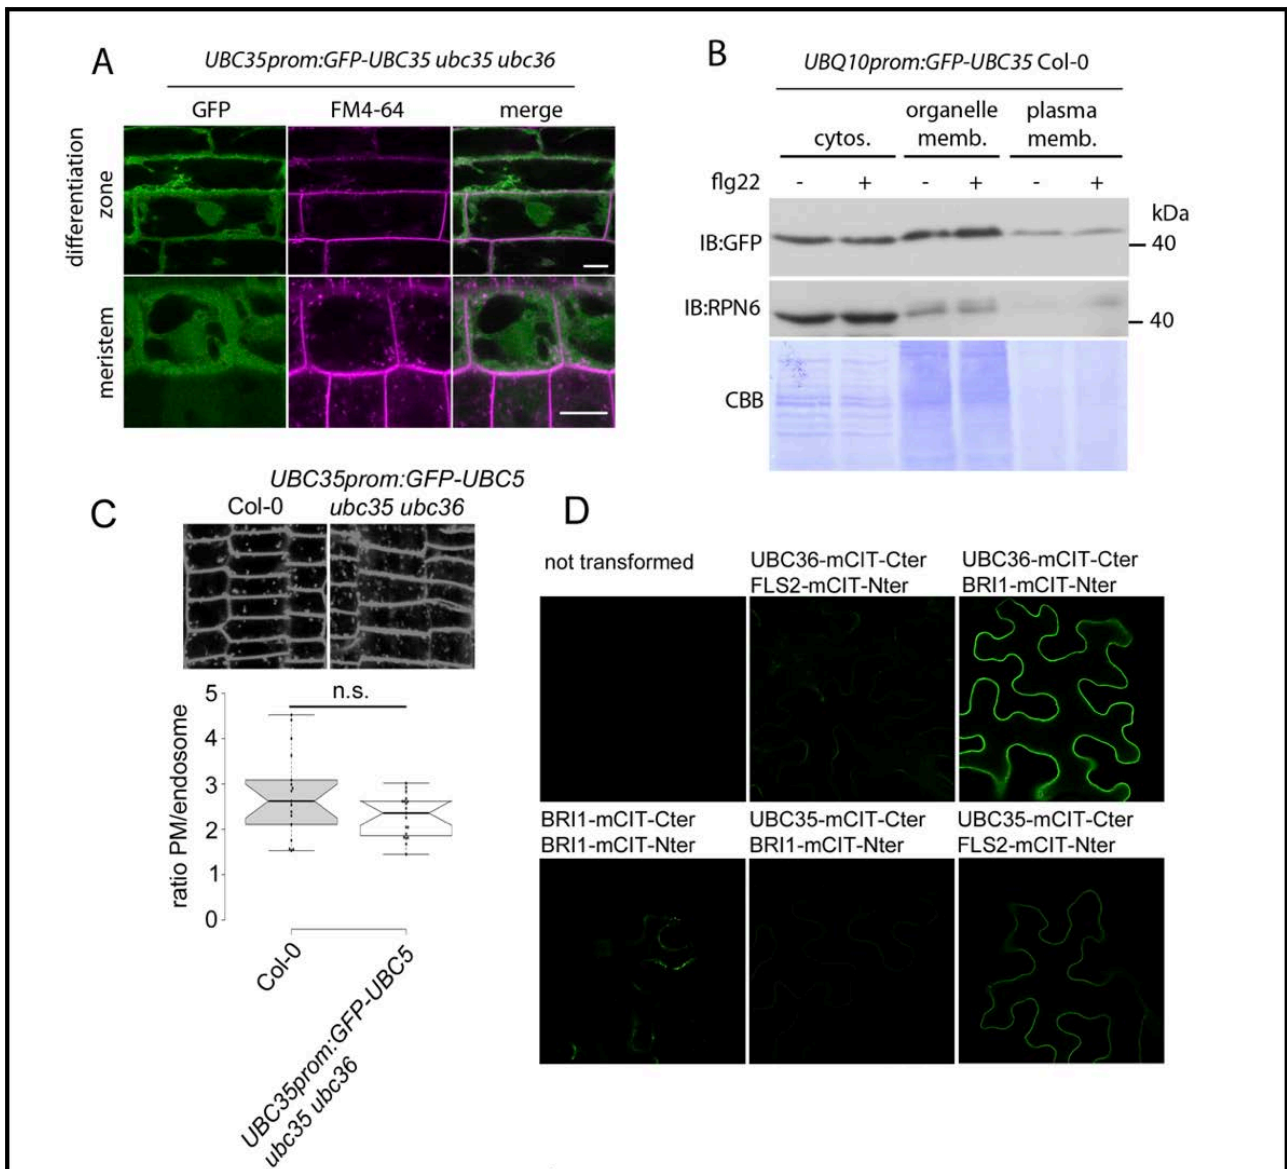 A
UBC35prom:GFP-UBC35 ubc35 ubc36
GFP
FM4-64
merge
differentiation
zone
meristem
B
UBQ10prom:GFP-UBC35 Col-0
cytos.
organelle
memb.
plasma
memb.
flg22
- + - + - +
kDa
IB:GFP
40
IB:RPN6
40
CBB
C
UBC35prom:GFP-UBC5
Col-0
ubc35 ubc36
n.s.
ratio PM/endosome
5
4
3
2
1
0
Col-0
UBC35prom:GFP-UBC5
ubc35 ubc36
D
not transformed
UBC36-mCIT-Cter
FLS2-mCIT-Nter
UBC36-mCIT-Cter
BRI1-mCIT-Nter
BRI1-mCIT-Cter
BRI1-mCIT-Nter
UBC35-mCIT-Cter
BRI1-mCIT-Nter
UBC35-mCIT-Cter
FLS2-mCIT-Nter